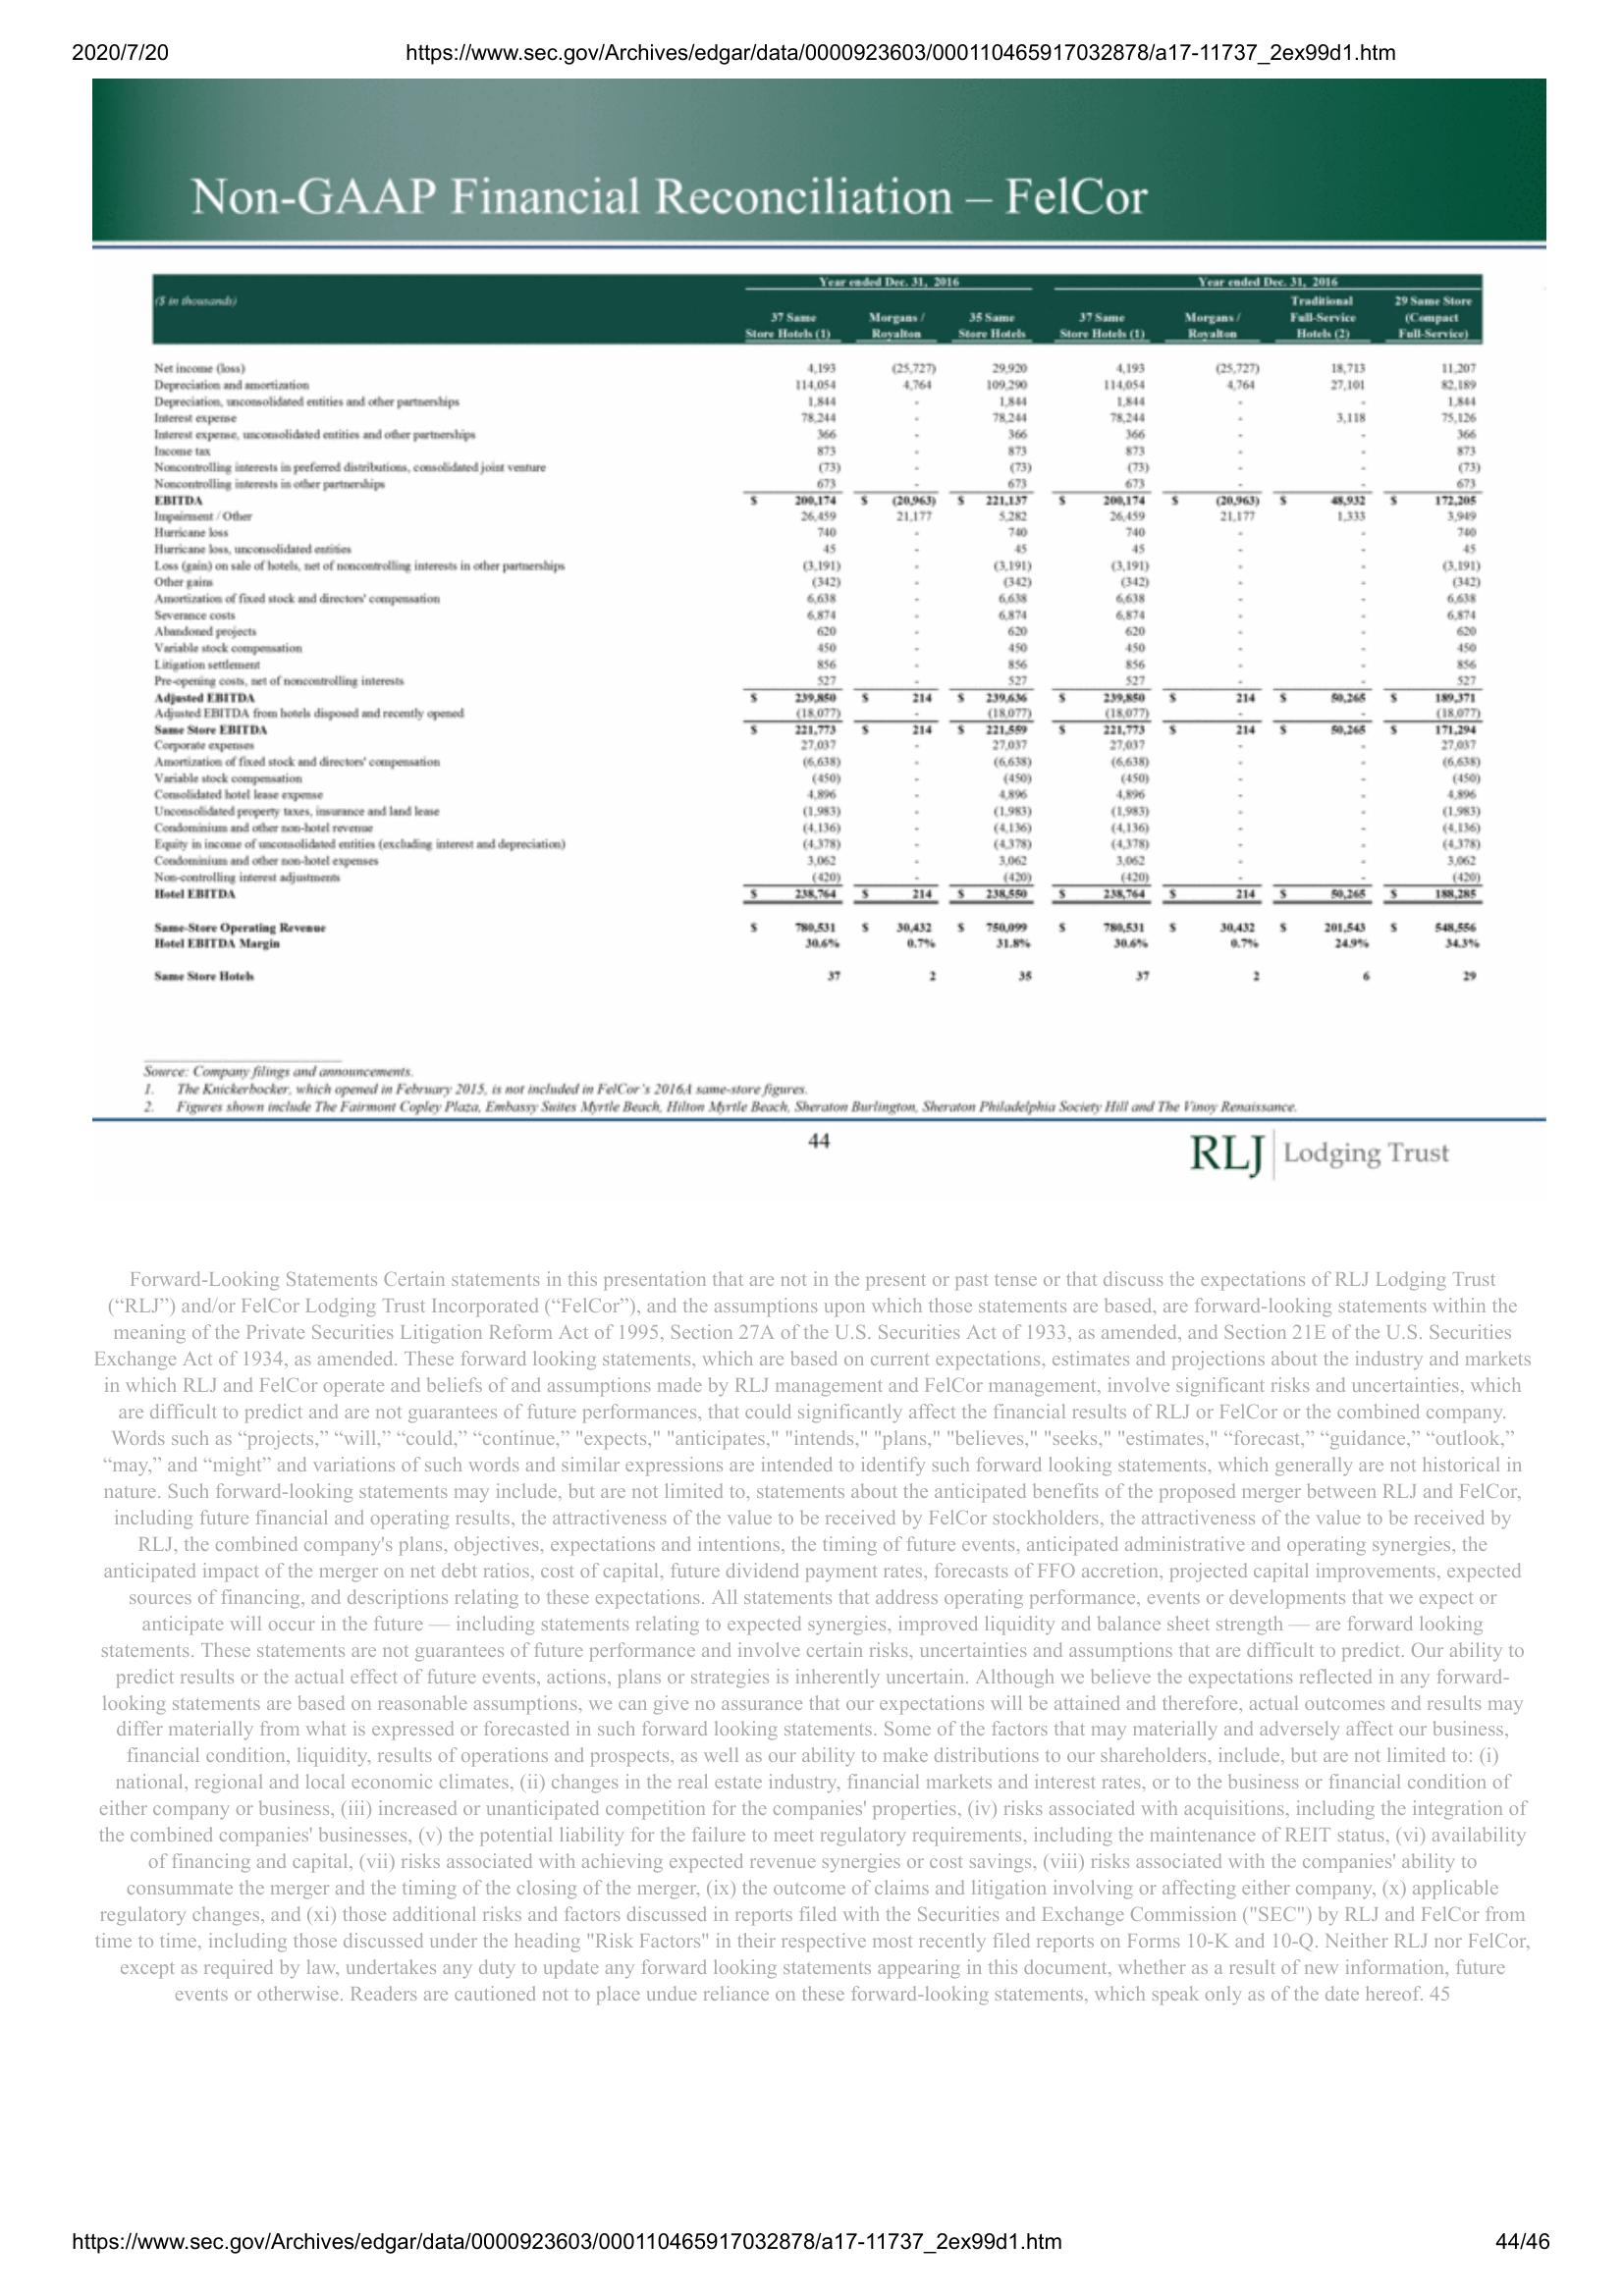 2020/7/20 https://www.sec.gov/Archives/edgar/data/0000923603/000110465917032878/a17-11737_2ex99d1.htm
Non-GAAP Financial Reconciliation – FelCor
Year ended Dec. 31, 2016 Year ended Dec. 31, 2016
($ in thousands) Traditional 29 Same Store
37 Same Morgans / 35 Same 37 Same Morgans / Full-Service (Compact
Store Hotels (1) Royalton Store Hotels Store Hotels (1) Royalton Hotels (2) Full-Service)
Net income (loss) 4,193 (25,727) 29,920 4,193 (25,727) 18,713 11,207
Depreciation and amortization 114,054 4,764 109,290 114,054 4,764 27,101 82,189
Depreciation, unconsolidated entities and other partnerships 1,844 - 1,844 1,844 - - 1,844
Interest expense 78,244 - 78,244 78,244 - 3,118 75,126
Interest expense, unconsolidated entities and other partnerships 366 - 366 366 - - 366
Income tax 873 - 873 873 - - 873
Noncontrolling interests in preferred distributions, consolidated joint venture (73) - (73) (73) - - (73)
Noncontrolling interests in other partnerships 673 - 673 673 - - 673
EBITDA $ 200,174 $ (20,963) $ 221,137 $ 200,174 $ (20,963) $ 48,932 $ 172,205
Impairment / Other 26,459 21,177 5,282 26,459 21,177 1,333 3,949
Hurricane loss 740 - 740 740 - - 740
Hurricane loss, unconsolidated entities 45 - 45 45 - - 45
Loss (gain) on sale of hotels, net of noncontrolling interests in other partnerships (3,191) - (3,191) (3,191) - - (3,191)
Other gains (342) - (342) (342) - - (342)
Amortization of fixed stock and directors' compensation 6,638 - 6,638 6,638 - - 6,638
Severance costs 6,874 - 6,874 6,874 - - 6,874
Abandoned projects 620 - 620 620 - - 620
Variable stock compensation 450 - 450 450 - - 450
Litigation settlement 856 - 856 856 - - 856
Pre-opening costs, net of noncontrolling interests 527 - 527 527 - - 527
Adjusted EBITDA $ 239,850 $ 214 $ 239,636 $ 239,850 $ 214 $ 50,265 $ 189,371
Adjusted EBITDA from hotels disposed and recently opened (18,077) - (18,077) (18,077) - - (18,077)
Same Store EBITDA $ 221,773 $ 214 $ 221,559 $ 221,773 $ 214 $ 50,265 $ 171,294
Corporate expenses 27,037 - 27,037 27,037 - - 27,037
Amortization of fixed stock and directors' compensation (6,638) - (6,638) (6,638) - - (6,638)
Variable stock compensation (450) - (450) (450) - - (450)
Consolidated hotel lease expense 4,896 - 4,896 4,896 - - 4,896
Unconsolidated property taxes, insurance and land lease (1,983) - (1,983) (1,983) - - (1,983)
Condominium and other non-hotel revenue (4,136) - (4,136) (4,136) - - (4,136)
Equity in income of unconsolidated entities (excluding interest and depreciation) (4,378) - (4,378) (4,378) - - (4,378)
Condominium and other non-hotel expenses 3,062 - 3,062 3,062 - - 3,062
Non-controlling interest adjustments (420) - (420) (420) - - (420)
Hotel EBITDA $ 238,764 $ 214 $ 238,550 $ 238,764 $ 214 $ 50,265 $ 188,285
Same-Store Operating Revenue $ 780,531 $ 30,432 $ 750,099 $ 780,531 $ 30,432 $ 201,543 $ 548,556
Hotel EBITDA Margin 30.6% 0.7% 31.8% 30.6% 0.7% 24.9% 34.3%
Same Store Hotels 37 2 35 37 2 6 29
Source: Company filings and announcements.
1. The Knickerbocker, which opened in February 2015, is not included in FelCor's 2016A same-store figures.
2. Figures shown include The Fairmont Copley Plaza, Embassy Suites Myrtle Beach, Hilton Myrtle Beach, Sheraton Burlington, Sheraton Philadelphia Society Hill and The Vinoy Renaissance.
44
RLJ Lodging Trust
Forward-Looking Statements Certain statements in this presentation that are not in the present or past tense or that discuss the expectations of RLJ Lodging Trust
(“RLJ”) and/or FelCor Lodging Trust Incorporated (“FelCor”), and the assumptions upon which those statements are based, are forward-looking statements within the
meaning of the Private Securities Litigation Reform Act of 1995, Section 27A of the U.S. Securities Act of 1933, as amended, and Section 21E of the U.S. Securities
Exchange Act of 1934, as amended. These forward looking statements, which are based on current expectations, estimates and projections about the industry and markets
in which RLJ and FelCor operate and beliefs of and assumptions made by RLJ management and FelCor management, involve significant risks and uncertainties, which
are difficult to predict and are not guarantees of future performances, that could significantly affect the financial results of RLJ or FelCor or the combined company.
Words such as “projects,” “will,” “could,” “continue,” "expects," "anticipates," "intends," "plans," "believes," "seeks," "estimates," “forecast,” “guidance,” “outlook,”
“may,” and “might” and variations of such words and similar expressions are intended to identify such forward looking statements, which generally are not historical in
nature. Such forward-looking statements may include, but are not limited to, statements about the anticipated benefits of the proposed merger between RLJ and FelCor,
including future financial and operating results, the attractiveness of the value to be received by FelCor stockholders, the attractiveness of the value to be received by
RLJ, the combined company's plans, objectives, expectations and intentions, the timing of future events, anticipated administrative and operating synergies, the
anticipated impact of the merger on net debt ratios, cost of capital, future dividend payment rates, forecasts of FFO accretion, projected capital improvements, expected
sources of financing, and descriptions relating to these expectations. All statements that address operating performance, events or developments that we expect or
anticipate will occur in the future — including statements relating to expected synergies, improved liquidity and balance sheet strength — are forward looking
statements. These statements are not guarantees of future performance and involve certain risks, uncertainties and assumptions that are difficult to predict. Our ability to
predict results or the actual effect of future events, actions, plans or strategies is inherently uncertain. Although we believe the expectations reflected in any forward-
looking statements are based on reasonable assumptions, we can give no assurance that our expectations will be attained and therefore, actual outcomes and results may
differ materially from what is expressed or forecasted in such forward looking statements. Some of the factors that may materially and adversely affect our business,
financial condition, liquidity, results of operations and prospects, as well as our ability to make distributions to our shareholders, include, but are not limited to: (i)
national, regional and local economic climates, (ii) changes in the real estate industry, financial markets and interest rates, or to the business or financial condition of
either company or business, (iii) increased or unanticipated competition for the companies' properties, (iv) risks associated with acquisitions, including the integration of
the combined companies' businesses, (v) the potential liability for the failure to meet regulatory requirements, including the maintenance of REIT status, (vi) availability
of financing and capital, (vii) risks associated with achieving expected revenue synergies or cost savings, (viii) risks associated with the companies' ability to
consummate the merger and the timing of the closing of the merger, (ix) the outcome of claims and litigation involving or affecting either company, (x) applicable
regulatory changes, and (xi) those additional risks and factors discussed in reports filed with the Securities and Exchange Commission ("SEC") by RLJ and FelCor from
time to time, including those discussed under the heading "Risk Factors" in their respective most recently filed reports on Forms 10-K and 10-Q. Neither RLJ nor FelCor,
except as required by law, undertakes any duty to update any forward looking statements appearing in this document, whether as a result of new information, future
events or otherwise. Readers are cautioned not to place undue reliance on these forward-looking statements, which speak only as of the date hereof. 45
https://www.sec.gov/Archives/edgar/data/0000923603/000110465917032878/a17-11737_2ex99d1.htm 44/46